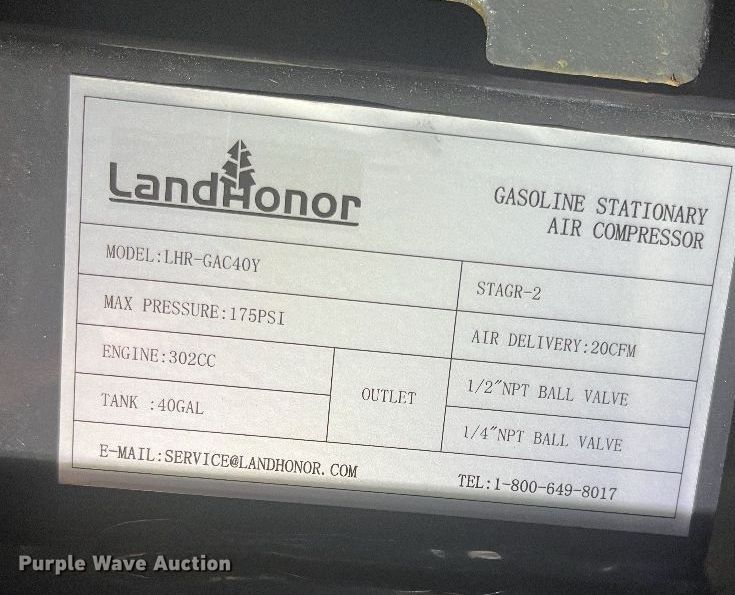 LandHonor
GASOLINE STATIONARY
AIR COMPRESSOR
MODEL:LHR-GAC40Y
STAGR-2
MAX PRESSURE:175PSI
AIR DELIVERY:20CFM
ENGINE:302CC
OUTLET
1/2"NPT BALL VALVE
TANK :40GAL
1/4"NPT BALL VALVE
E-MAIL:SERVICE@LANDHONOR.COM
TEL:1-800-649-8017
Purple Wave Auction